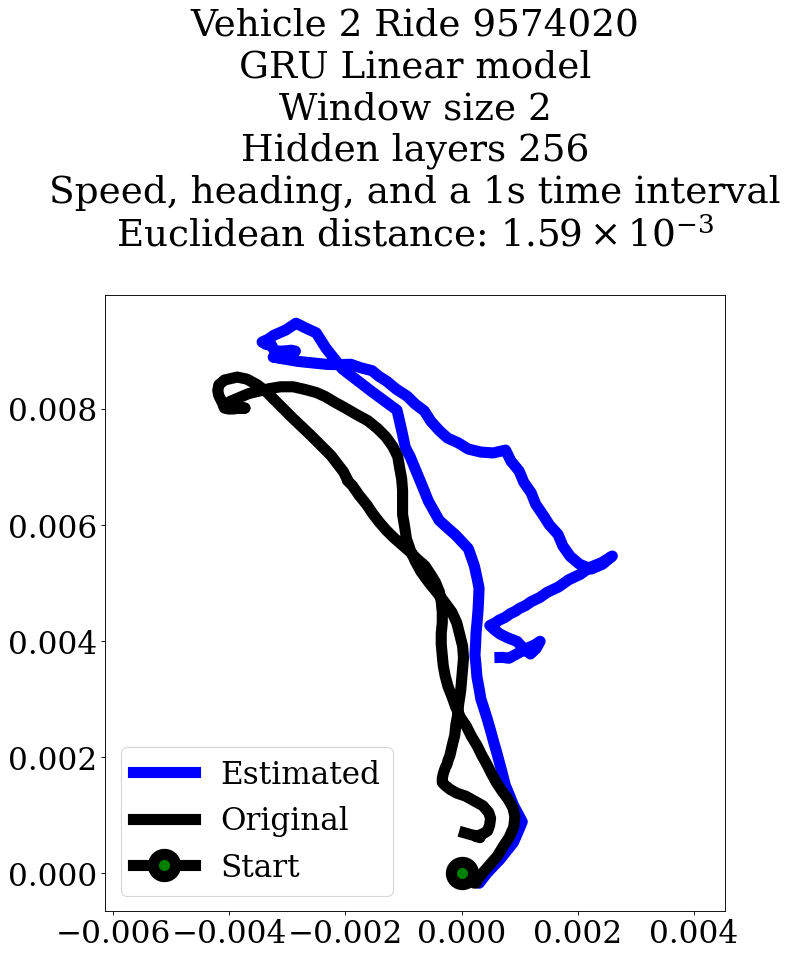 Vehicle 2 Ride 9574020
GRU Linear model
Window size 2
Hidden layers 256
Speed, heading, and a 1s time interval
Euclidean distance: 1.59 × 10⁻³
0.008
0.006
0.004
0.002
0.000
Estimated
Original
Start
−0.006 −0.004 −0.002 0.000 0.002 0.004